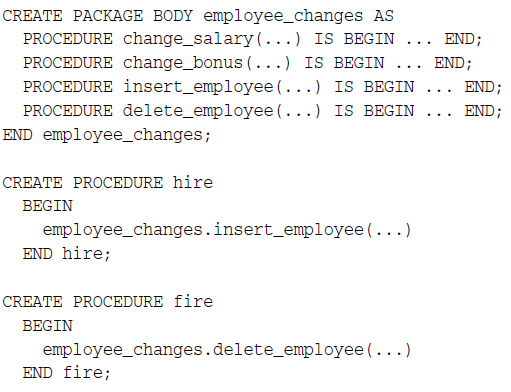 CREATE PACKAGE BODY employee_changes AS
  PROCEDURE change_salary(...) IS BEGIN ... END;
  PROCEDURE change_bonus(...) IS BEGIN ... END;
  PROCEDURE insert_employee(...) IS BEGIN ... END;
  PROCEDURE delete_employee(...) IS BEGIN ... END;
END employee_changes;

CREATE PROCEDURE hire
  BEGIN
    employee_changes.insert_employee(...)
  END hire;

CREATE PROCEDURE fire
  BEGIN
    employee_changes.delete_employee(...)
  END fire;